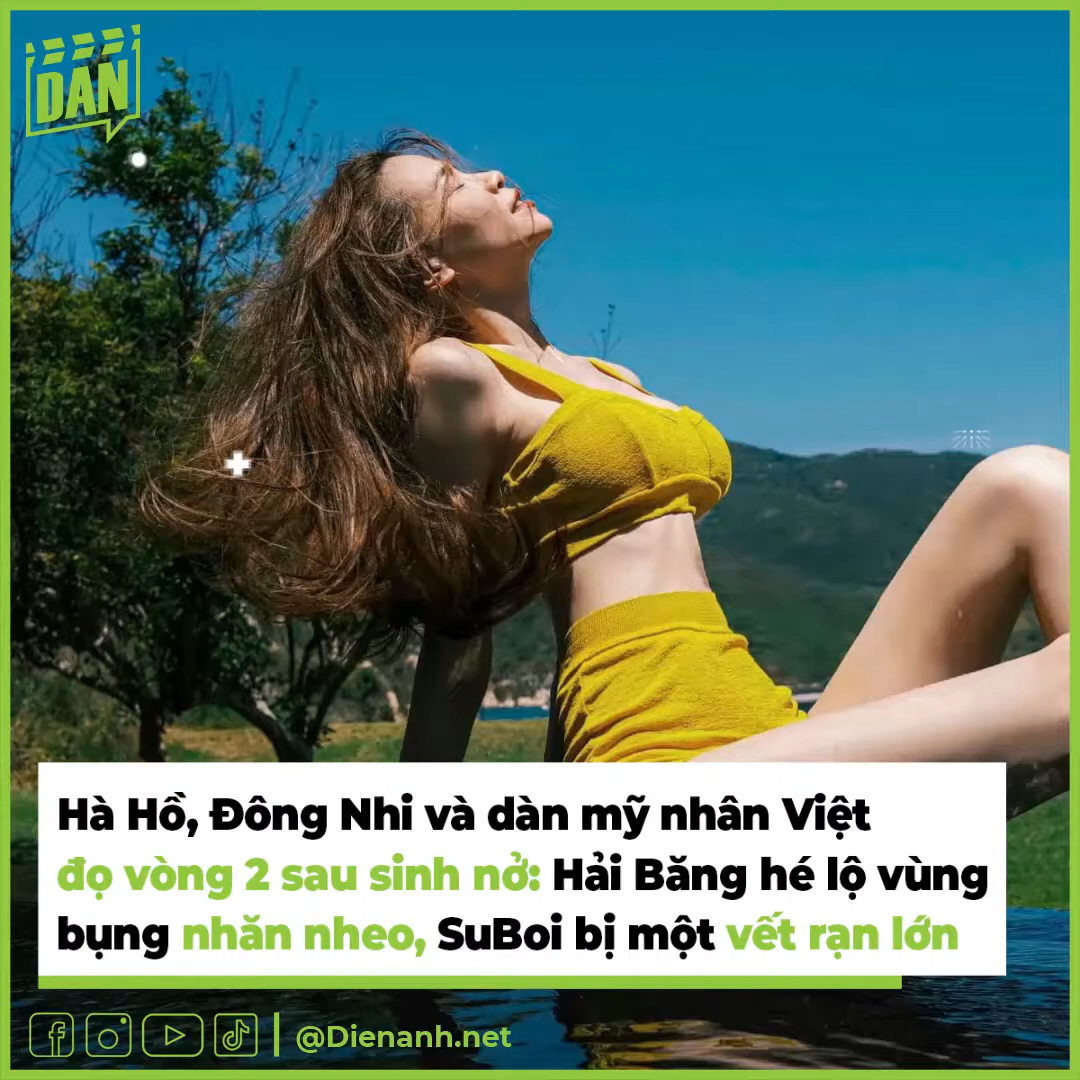 DAN
Hà Hồ, Đông Nhi và dàn mỹ nhân Việt
đọ vòng 2 sau sinh nở: Hải Băng hé lộ vùng
bụng nhăn nheo, SuBoi bị một vết rạn lớn
@Dienanh.net